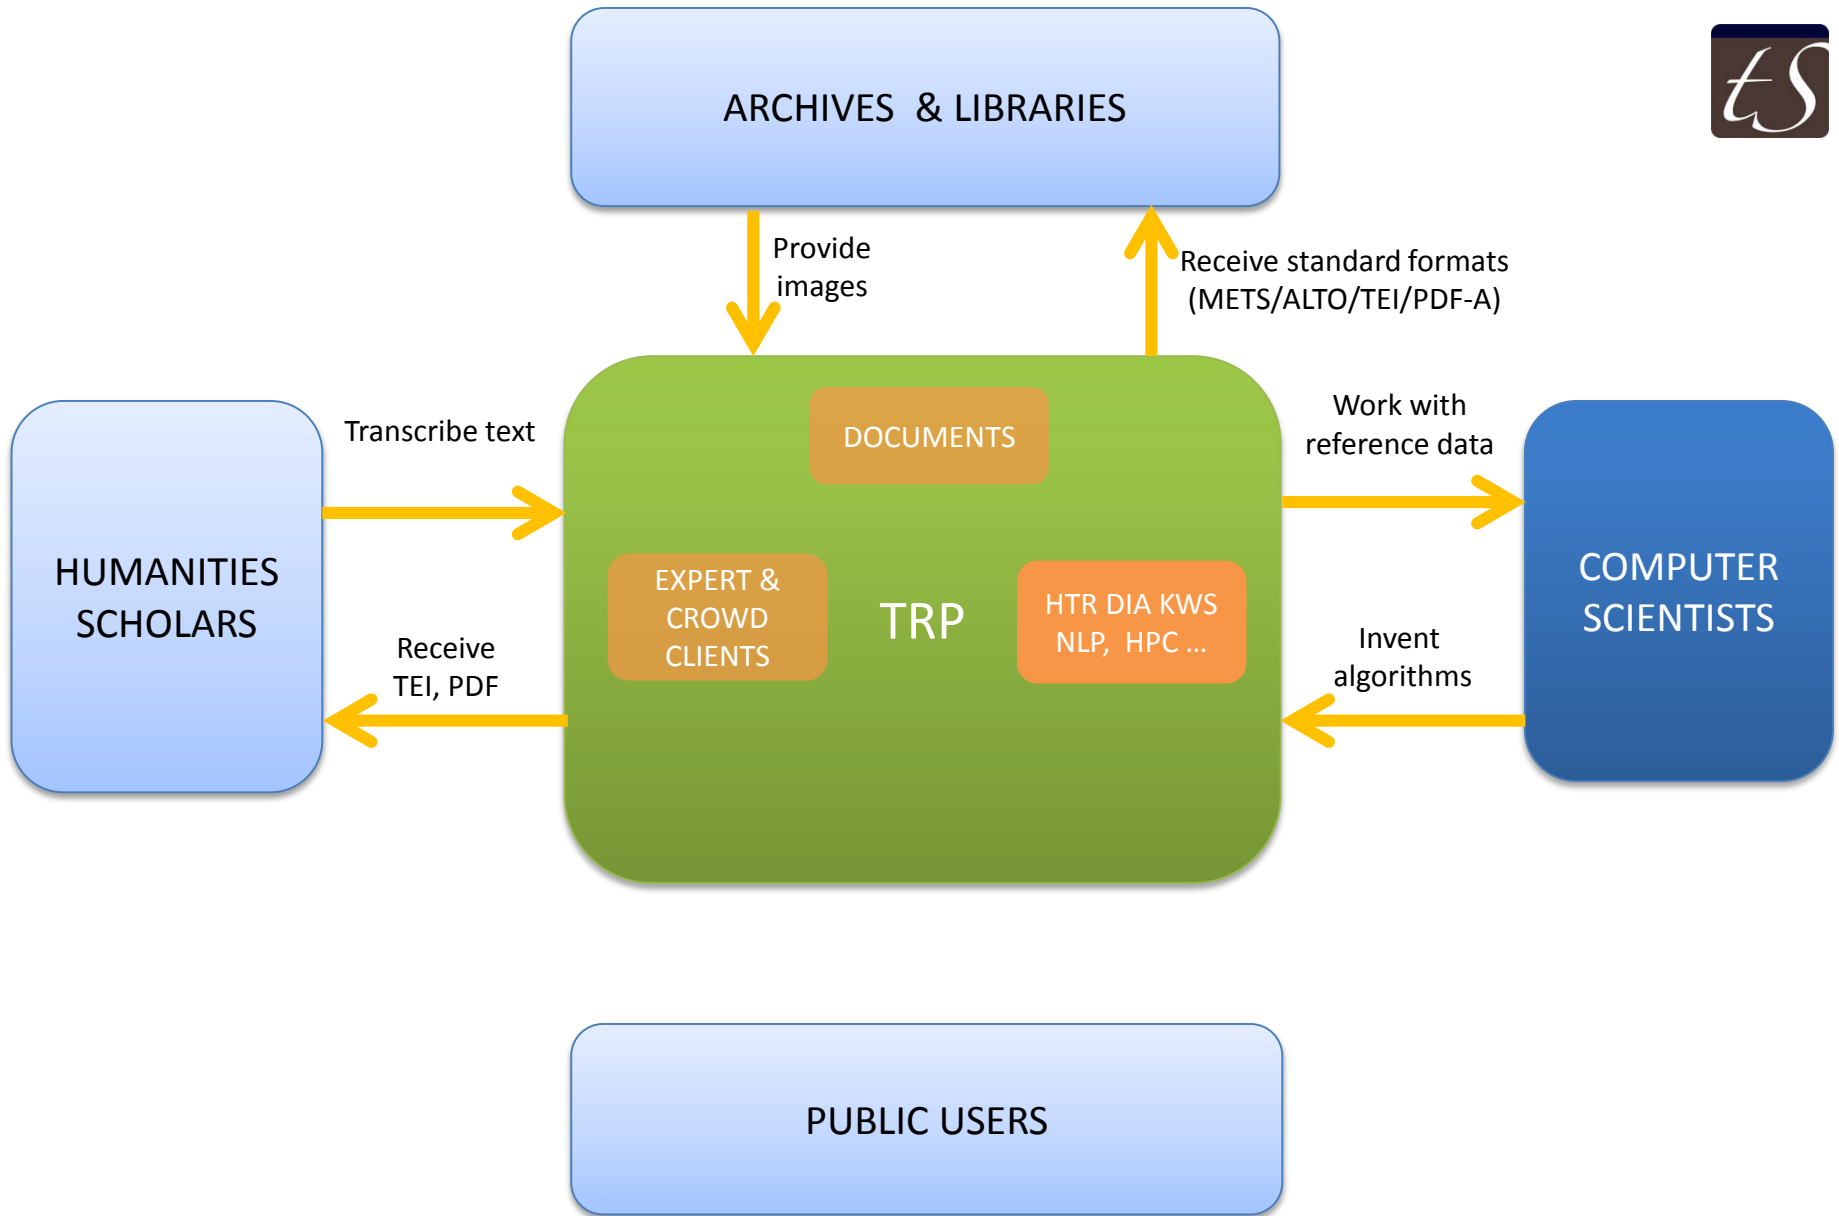 ARCHIVES & LIBRARIES
tS
Provide
images
Receive standard formats
(METS/ALTO/TEI/PDF-A)
Transcribe text
DOCUMENTS
Work with
reference data
HUMANITIES
SCHOLARS
EXPERT &
CROWD
CLIENTS
TRP
HTR DIA KWS
NLP, HPC ...
COMPUTER
SCIENTISTS
Receive
TEI, PDF
Invent
algorithms
PUBLIC USERS